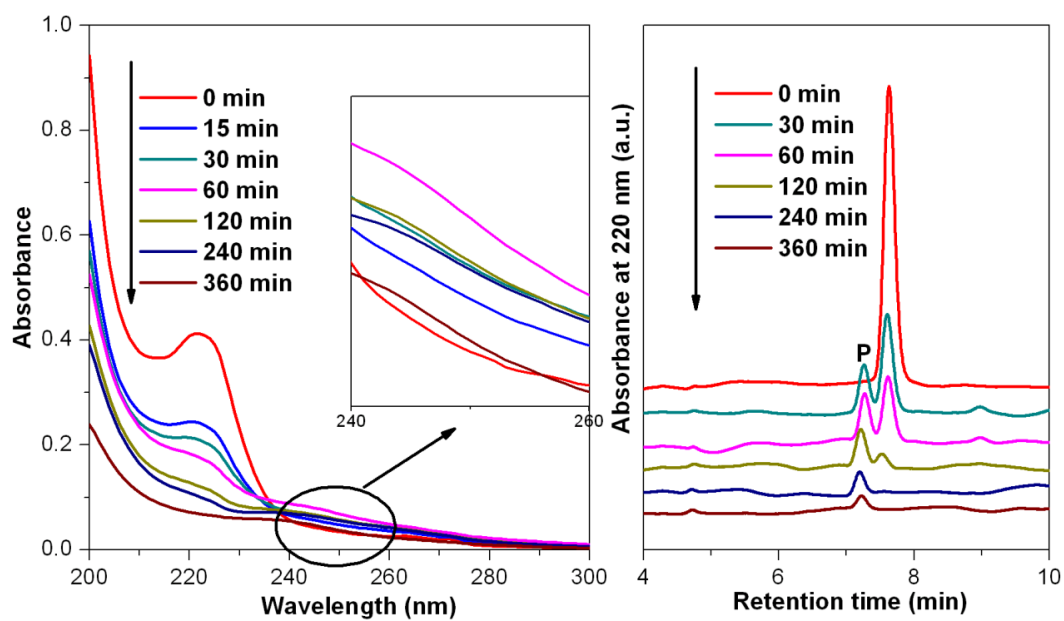 1.0
0.8
0.6
0.4
0.2
0.0
Absorbance
0 min
15 min
30 min
60 min
120 min
240 min
360 min
240
260
200
220
240
260
280
300
Wavelength (nm)
Absorbance at 220 nm (a.u.)
0 min
30 min
60 min
120 min
240 min
360 min
P
4
6
8
10
Retention time (min)